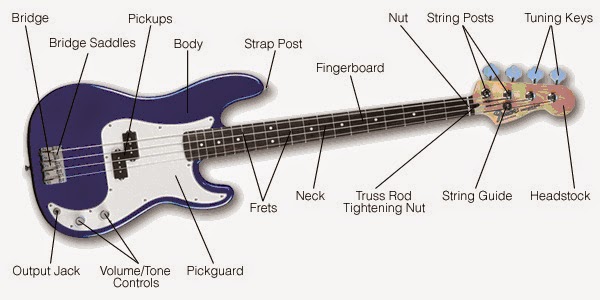 Bridge
Pickups
Nut
String Posts
Tuning Keys
Bridge Saddles
Body
Strap Post
Fingerboard
Frets
Neck
Truss Rod
Tightening Nut
String Guide
Headstock
Output Jack
Volume/Tone
Controls
Pickguard